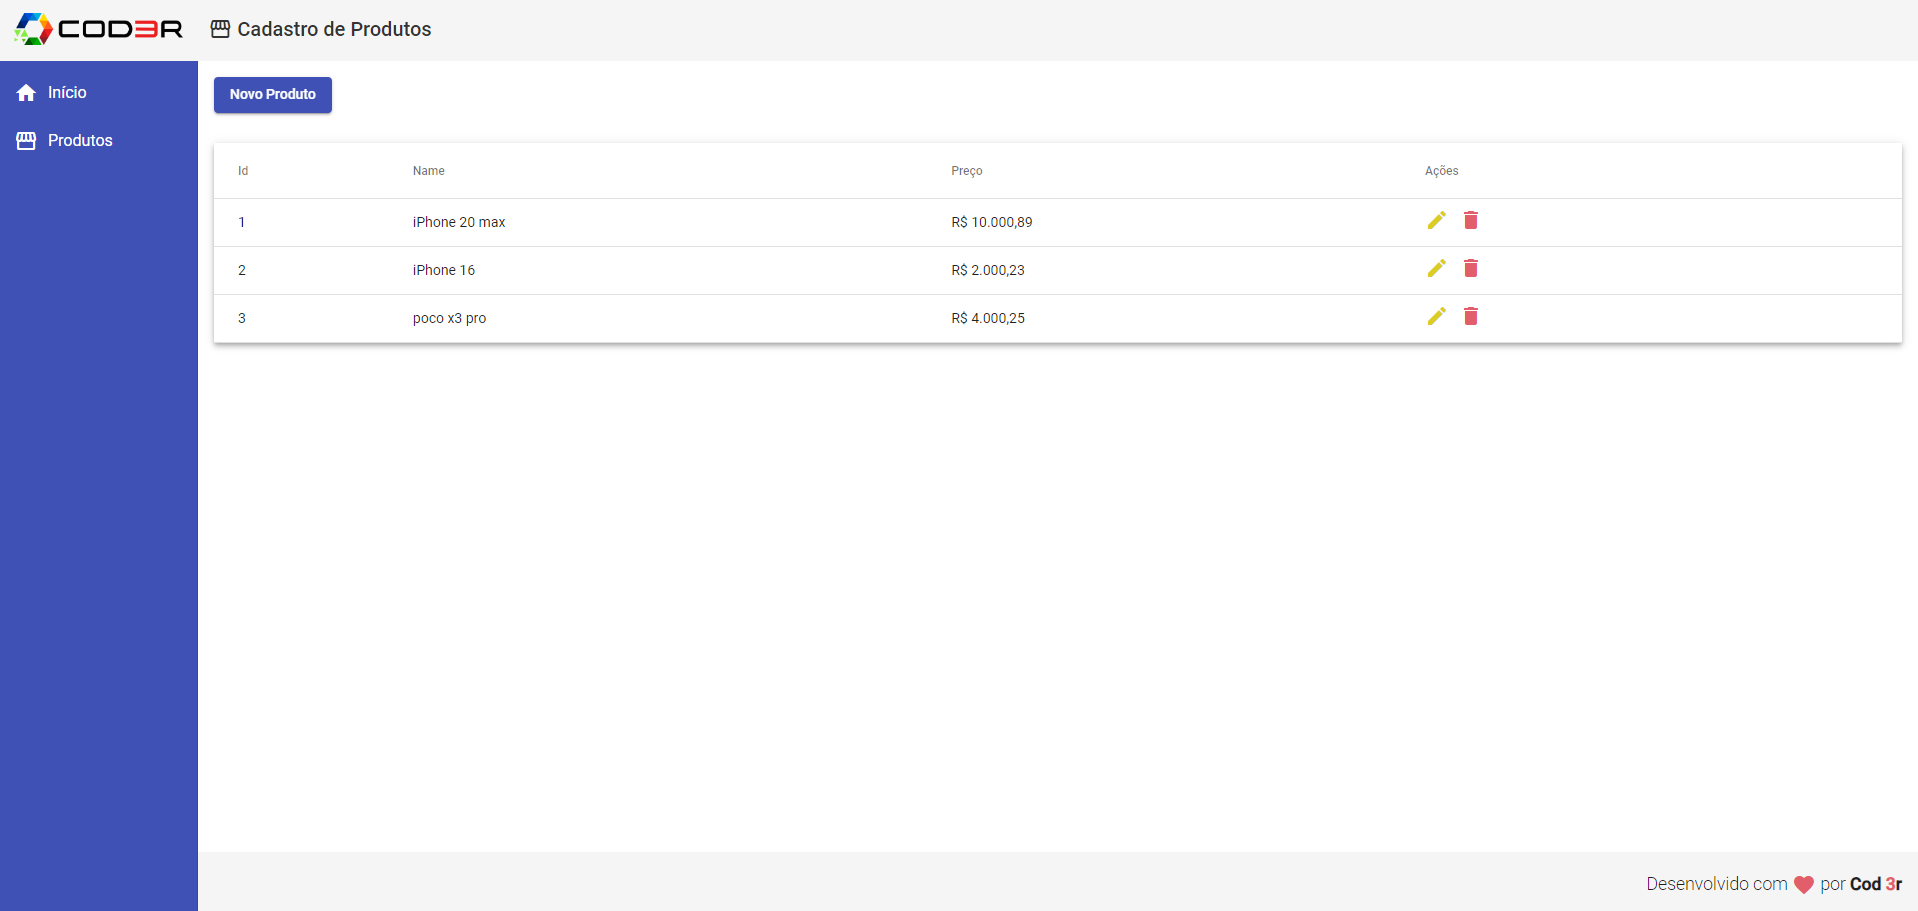 COD3R
Cadastro de Produtos
Início
Produtos
Novo Produto
Id Name Preço Ações
1 iPhone 20 max R$ 10.000,89
2 iPhone 16 R$ 2.000,23
3 poco x3 pro R$ 4.000,25
Desenvolvido com por Cod 3r